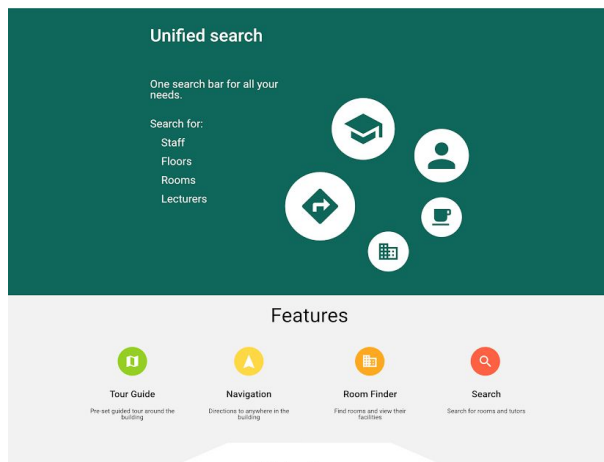 Unified search
One search bar for all your
needs.
Search for:
Staff
Floors
Rooms
Lecturers
Features
Tour Guide
Pre-set guided tour around the
building
Navigation
Directions to anywhere in the
building
Room Finder
Find rooms and view their
facilities
Search
Search for rooms and tutors